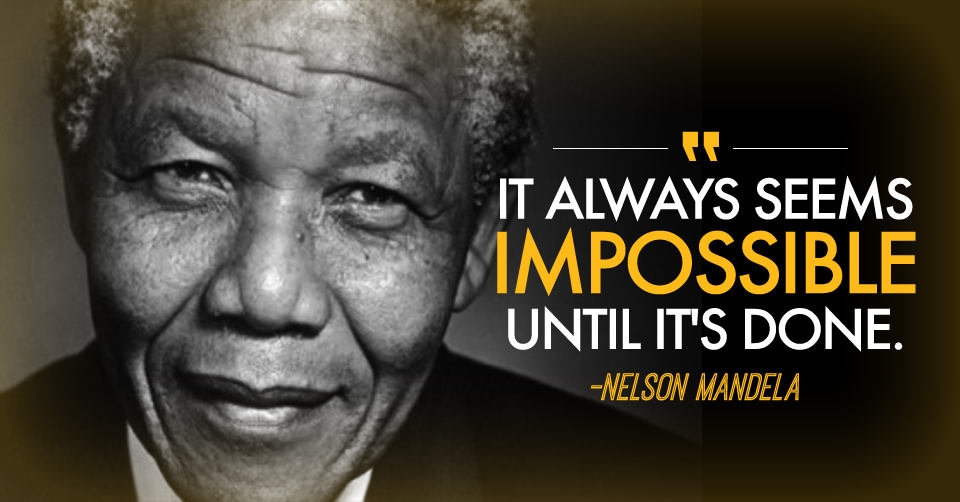 "
IT ALWAYS SEEMS
IMPOSSIBLE
UNTIL IT'S DONE.
-NELSON MANDELA